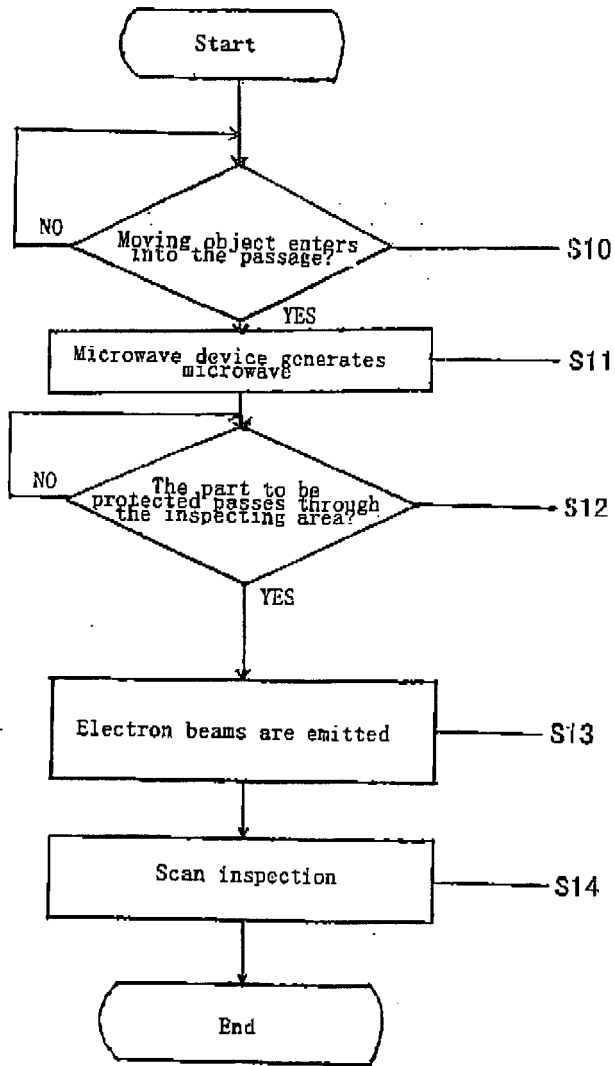 Start
NO
Moving object enters
into the passage?
S10
YES
Microwave device generates
microwave
S11
NO
The part to be
protected passes through
the inspecting area?
S12
YES
Electron beams are emitted
S13
Scan inspection
S14
End